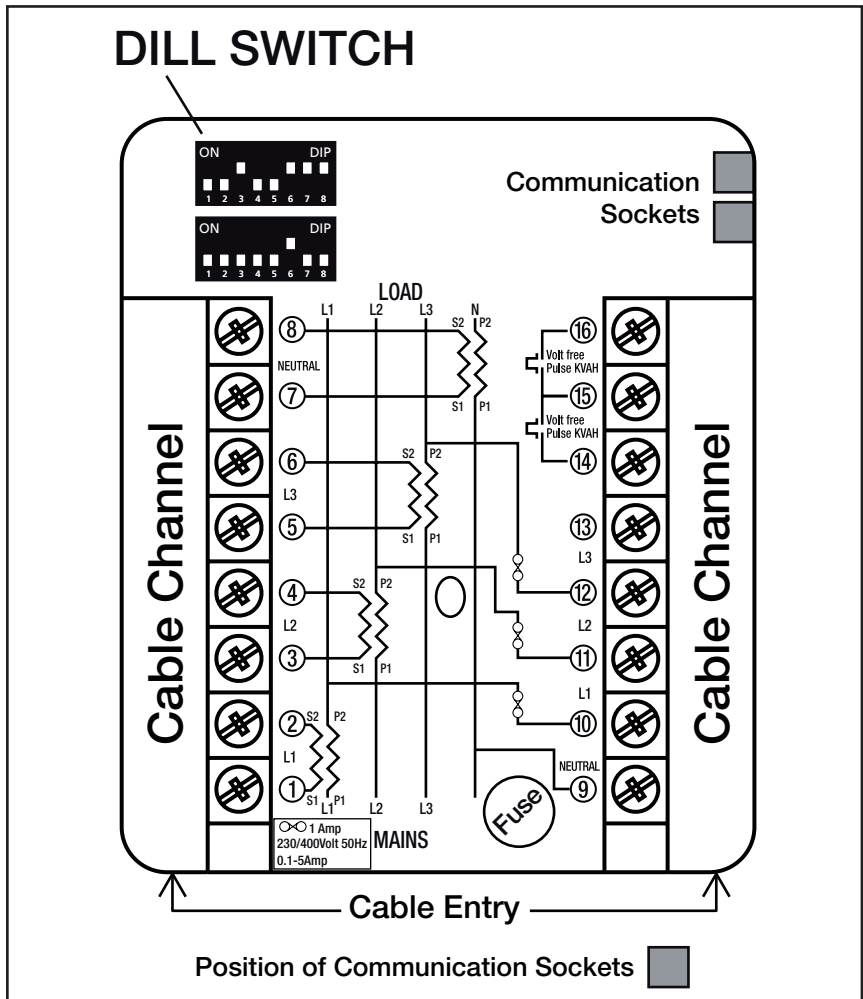 DILL SWITCH
ON DIP
1 2 3 4 5 6 7 8
ON DIP
1 2 3 4 5 6 7 8
Communication
Sockets
LOAD
L1 L2 L3 N
8 S2 P2 16
NEUTRAL
Volt free
Pulse KVAH
7 S1 P1 15
Volt free
Pulse KVAH
6 S2 P2 14
L3
5 S1 P1 13
L3
4 S2 P2 12
L2 L2
3 S1 P1 11
L1
2 S2 P2 10
L1
NEUTRAL
1 S1 P1 9
L1 L2 L3
Fuse
Cable Channel
Cable Channel
1 Amp
230/400Volt 50Hz
0.1-5Amp
MAINS
Cable Entry
Position of Communication Sockets